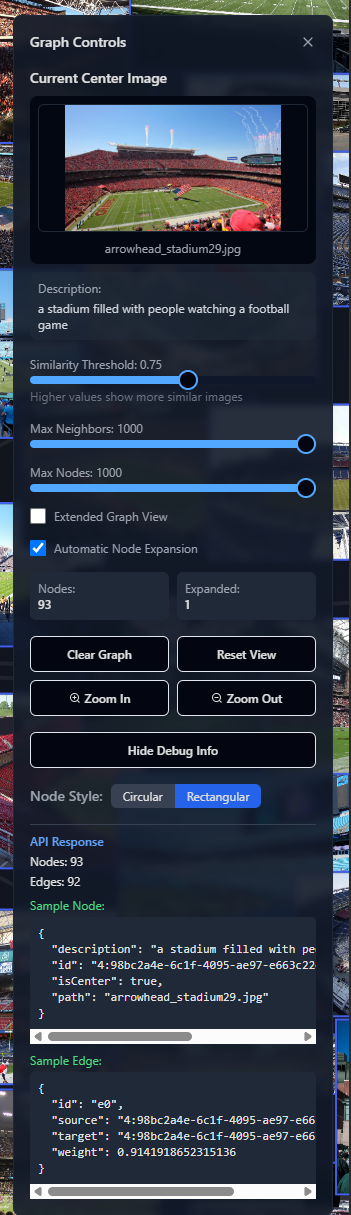 Graph Controls
Current Center Image
arrowhead_stadium29.jpg
Description:
a stadium filled with people watching a football
game
Similarity Threshold: 0.75
Higher values show more similar images
Max Neighbors: 1000
Max Nodes: 1000
Extended Graph View
Automatic Node Expansion
Nodes:
93
Expanded:
1
Clear Graph
Reset View
Zoom In
Zoom Out
Hide Debug Info
Node Style:
Circular
Rectangular
API Response
Nodes: 93
Edges: 92
Sample Node:
{
"description": "a stadium filled with pe
"id": "4:98bc2a4e-6c1f-4095-ae97-e663c22
"isCenter": true,
"path": "arrowhead_stadium29.jpg"
}
Sample Edge:
{
"id": "e0",
"source": "4:98bc2a4e-6c1f-4095-ae97-e66
"target": "4:98bc2a4e-6c1f-4095-ae97-e66
"weight": 0.9141918652315136
}